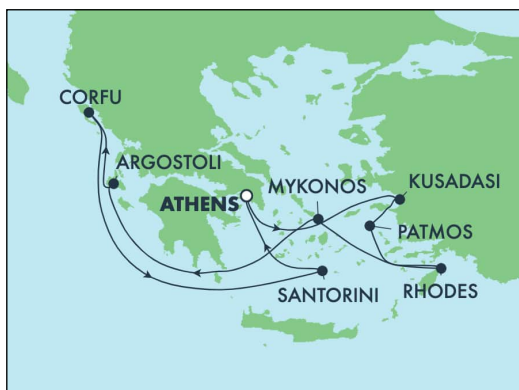 CORFU
ARGOSTOLI
ATHENS
MYKONOS
KUSADASI
PATMOS
SANTORINI
RHODES